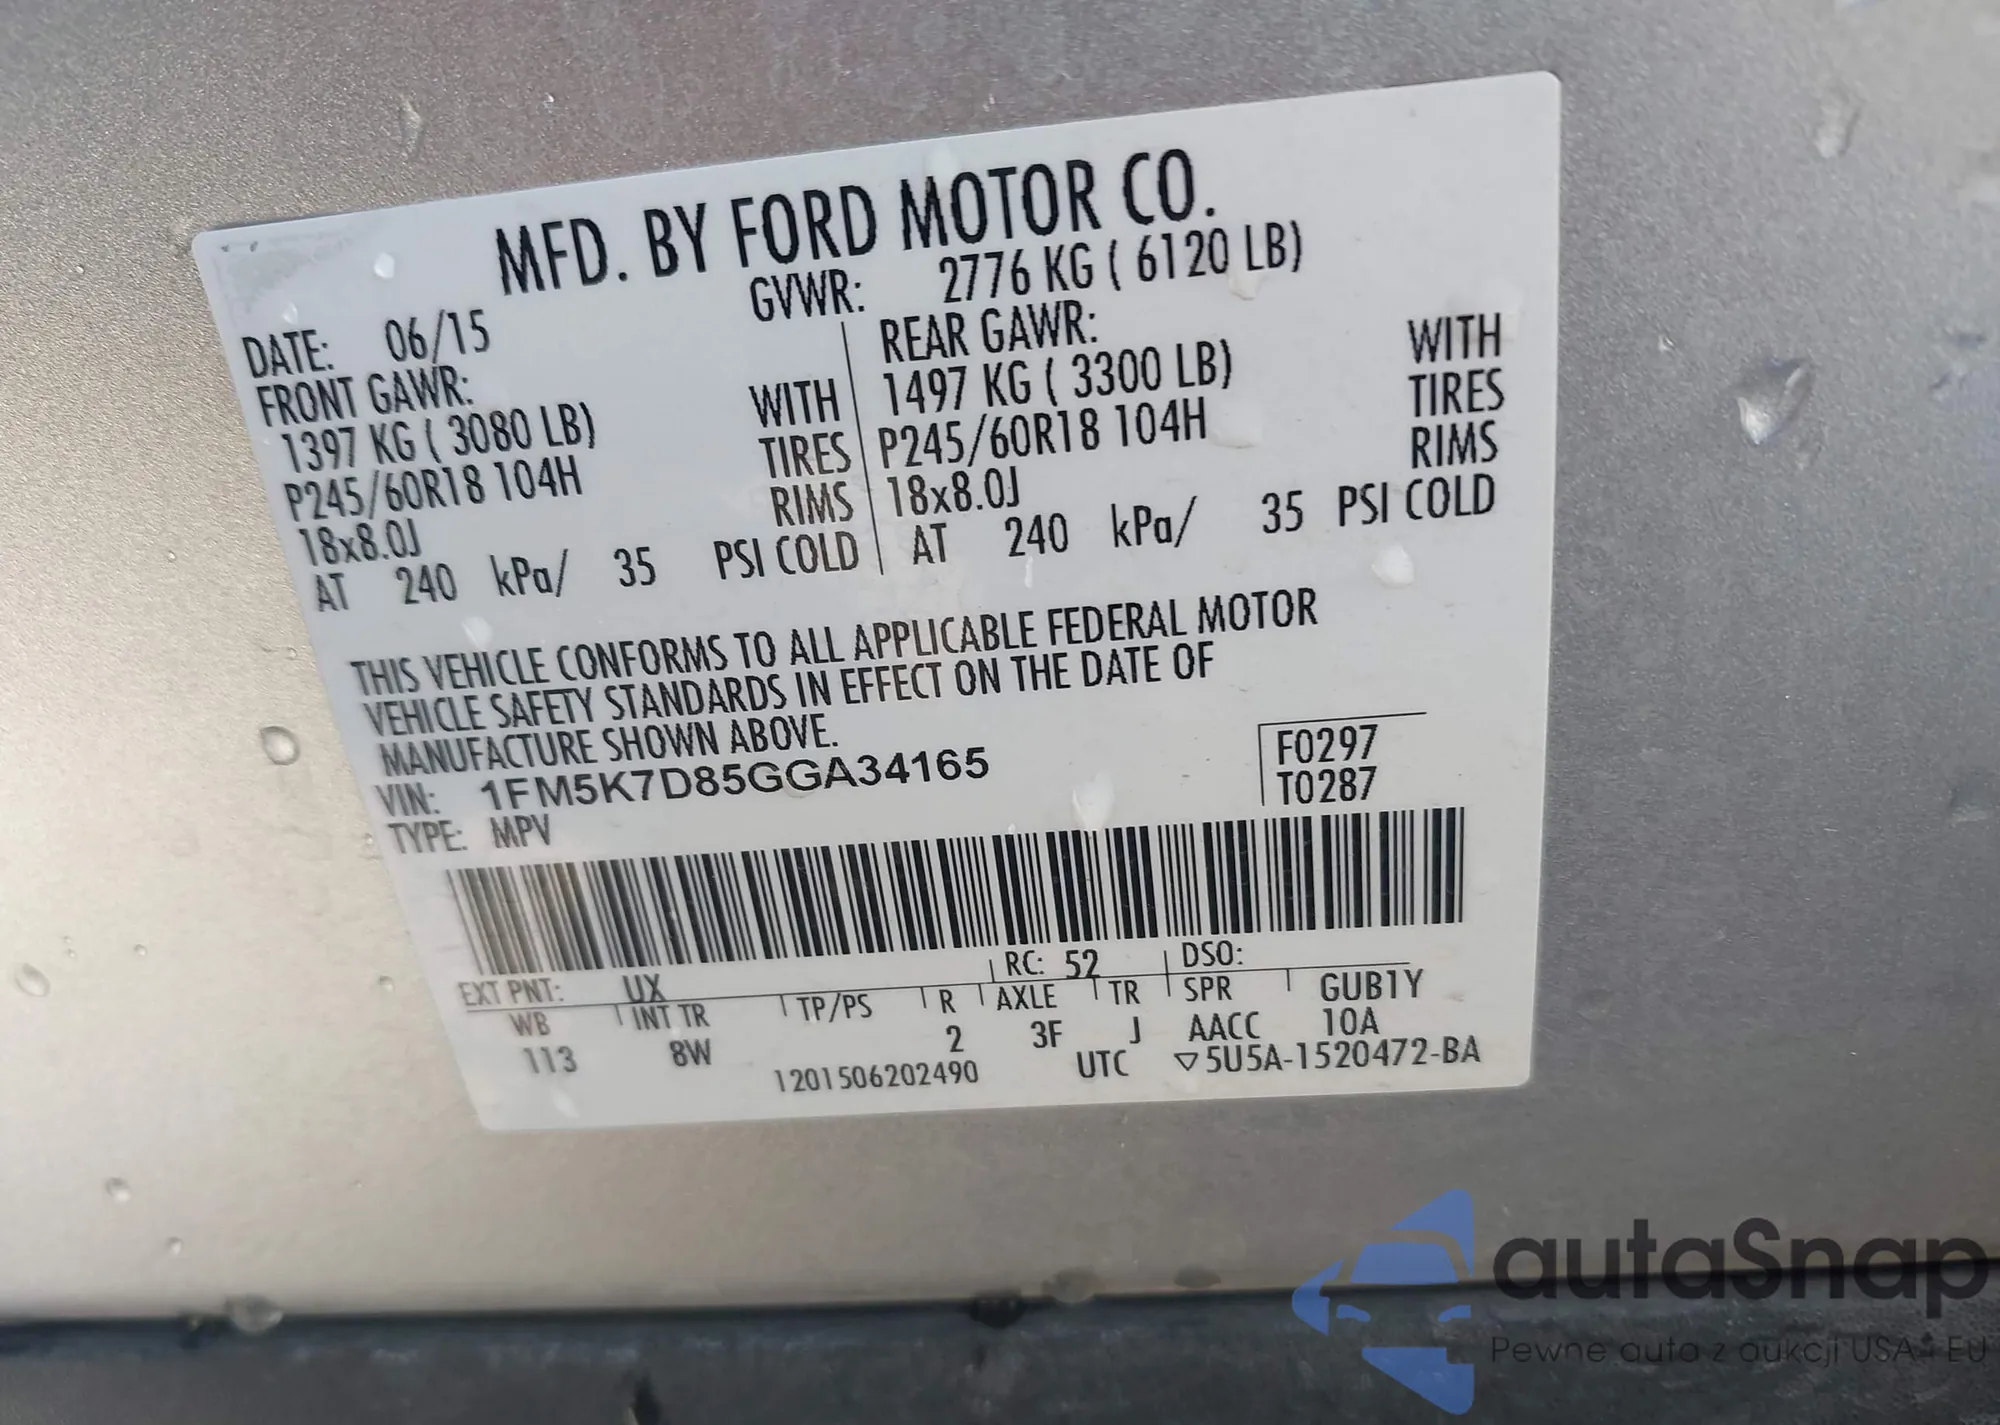 MFD. BY FORD MOTOR CO.
DATE: 06/15 GVWR: 2776 KG ( 6120 LB)
FRONT GAWR: REAR GAWR:
1397 KG ( 3080 LB) WITH 1497 KG ( 3300 LB) WITH
P245/60R18 104H TIRES P245/60R18 104H TIRES
18x8.0J RIMS 18x8.0J RIMS
AT 240 kPa/ 35 PSI COLD AT 240 kPa/ 35 PSI COLD
THIS VEHICLE CONFORMS TO ALL APPLICABLE FEDERAL MOTOR
VEHICLE SAFETY STANDARDS IN EFFECT ON THE DATE OF
MANUFACTURE SHOWN ABOVE.
VIN: 1FM5K7D85GGA34165
F0297
TYPE: MPV
T0287
EXT PNT: UX RC: 52 DSO:
WB INT TR TP/PS R AXLE TR SPR GUB1Y
113 8W 2 3F J AACC 10A
1201506202490 UTC ▽5U5A-1520472-BA
autaSnap
Pewne auta z aukcji USA i EU